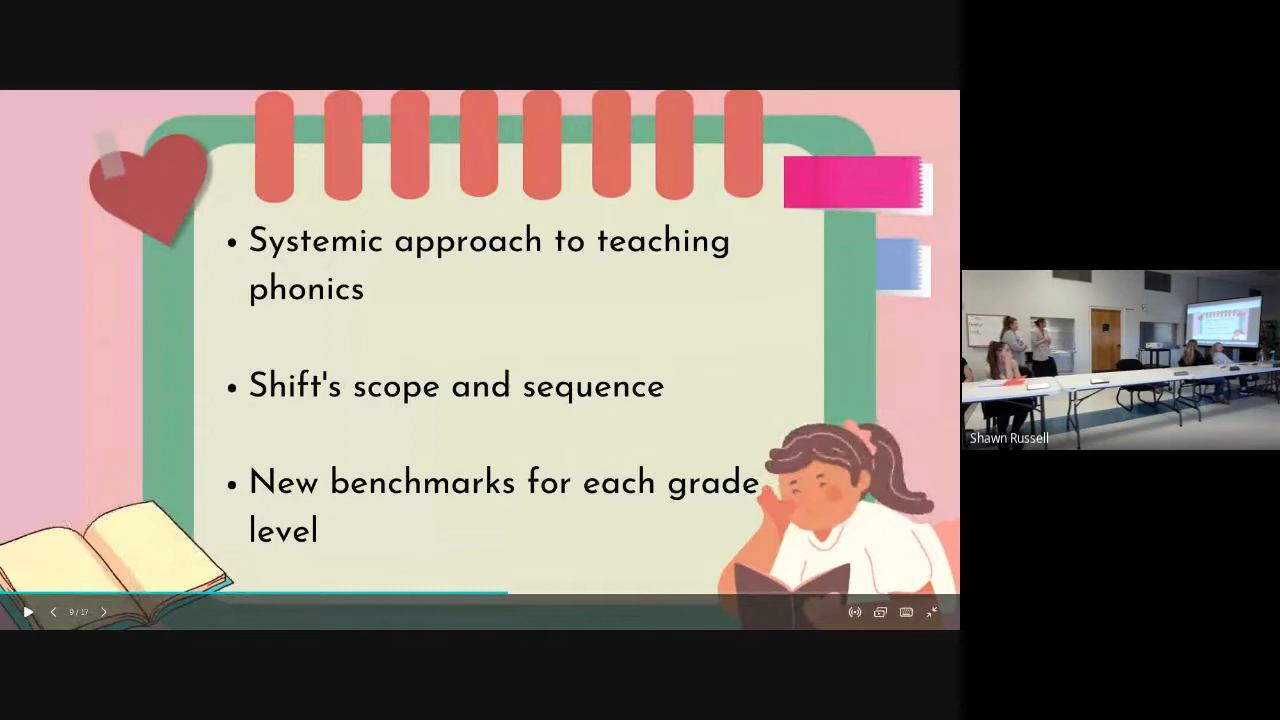 • Systemic approach to teaching
phonics
• Shift's scope and sequence
• New benchmarks for each grade
level
9 / 17
Shawn Russell